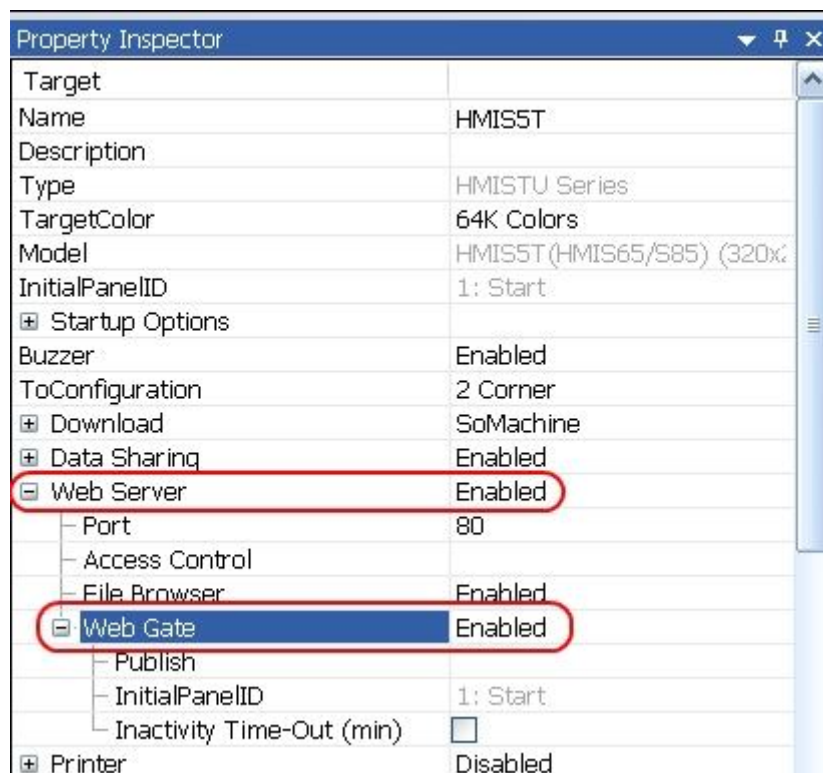 Property Inspector
Target
Name HMIS5T
Description
Type HMISTU Series
TargetColor 64K Colors
Model HMIS5T(HMIS65/S85) (320x2
InitialPanelID 1: Start
Startup Options
Buzzer Enabled
ToConfiguration 2 Corner
Download SoMachine
Data Sharing Enabled
Web Server Enabled
Port 80
Access Control
File Browser Enabled
Web Gate Enabled
Publish
InitialPanelID 1: Start
Inactivity Time-Out (min)
Printer Disabled